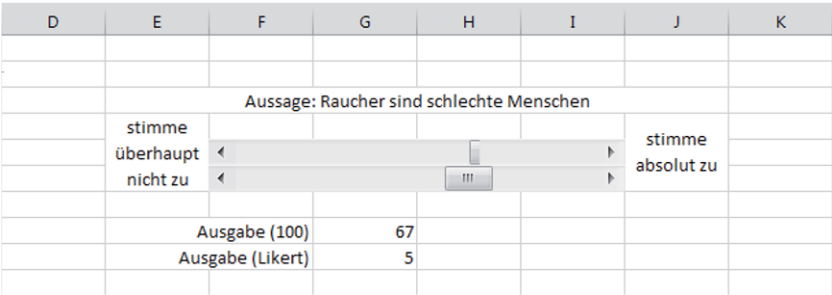 D E F G H I J K
Aussage: Raucher sind schlechte Menschen
stimme
überhaupt
nicht zu
stimme
absolut zu
Ausgabe (100) 67
Ausgabe (Likert) 5